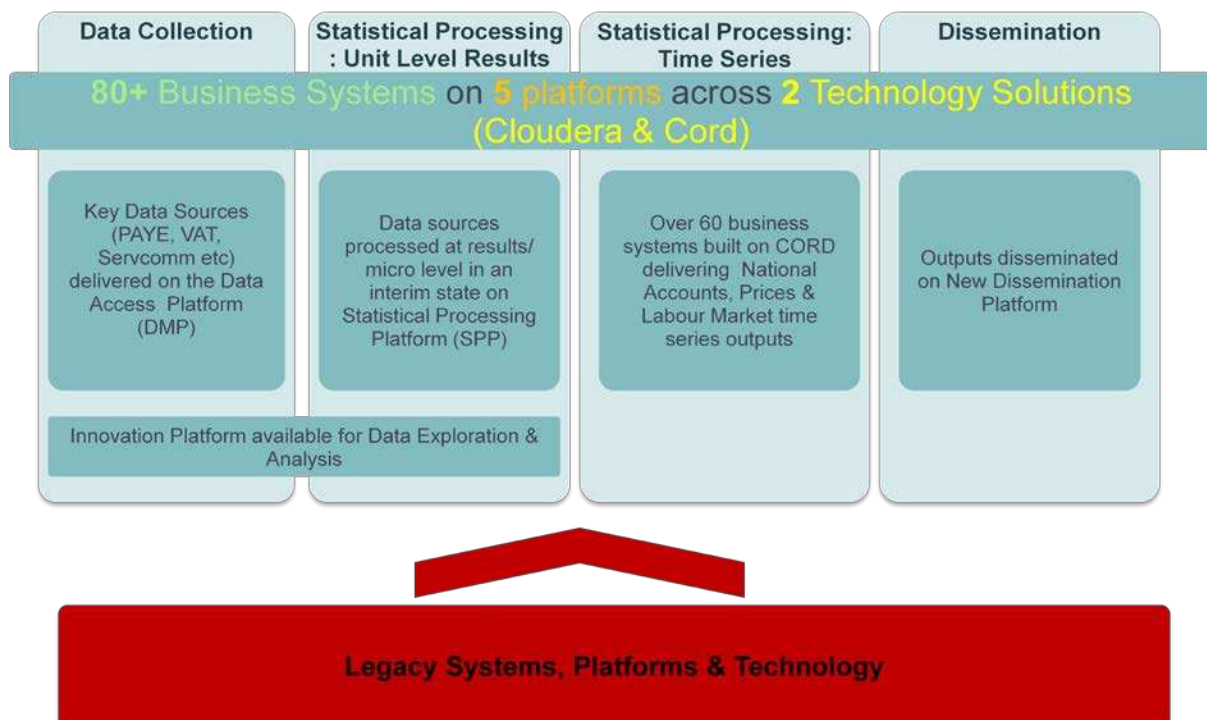 Data Collection
Statistical Processing
: Unit Level Results
Statistical Processing:
Time Series
Dissemination
80+ Business Systems on 5 platforms across 2 Technology Solutions
(Cloudera & Cord)
Key Data Sources
(PAYE, VAT,
Servcomm etc)
delivered on the Data
Access Platform
(DMP)
Data sources
processed at results/
micro level in an
interim state on
Statistical Processing
Platform (SPP)
Over 60 business
systems built on CORD
delivering National
Accounts, Prices &
Labour Market time
series outputs
Outputs disseminated
on New Dissemination
Platform
Innovation Platform available for Data Exploration &
Analysis
Legacy Systems, Platforms & Technology